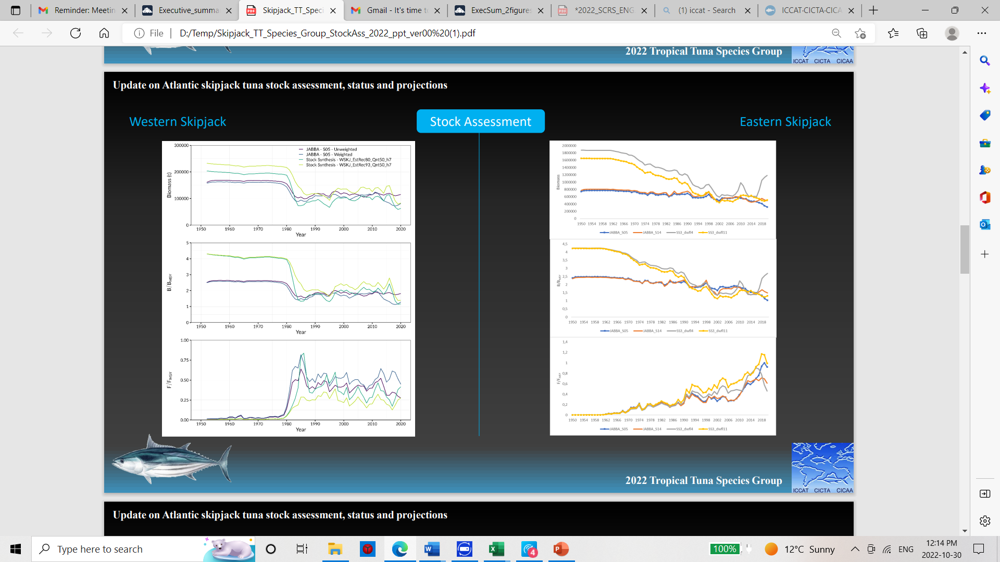 Reminder: Meetin
Executive_summa
Skipjack_TT_Speci
Gmail - It's time t
ExecSum_2figures
*2022_SCRS_ENG
(1) iccat - Search
ICCAT·CICTA·CICA
File
D:/Temp/Skipjack_TT_Species_Group_StockAss_2022_ppt_ver00%20(1).pdf
2022 Tropical Tuna Species Group
ICCAT CICTA CICAA
Update on Atlantic skipjack tuna stock assessment, status and projections
Western Skipjack
Stock Assessment
Eastern Skipjack
300000
200000
100000
0
Biomass (t)
JABBA - S05 - Unweighted
JABBA - S05 - Weighted
Stock Synthesis - WSKJ_EstRec80_Qnt50_h7
Stock Synthesis - WSKJ_EstRec93_Qnt50_h7
1950 1960 1970 1980 1990 2000 2010 2020
Year
5
4
3
2
1
0
B/BMSY
1950 1960 1970 1980 1990 2000 2010 2020
Year
1.00
0.75
0.50
0.25
0.00
F/FMSY
1950 1960 1970 1980 1990 2000 2010 2020
Year
2000000
1800000
1600000
1400000
1200000
1000000
800000
600000
400000
200000
0
Biomass
1950 1954 1958 1962 1966 1970 1974 1978 1982 1986 1990 1994 1998 2002 2006 2010 2014 2018
JABBA_S05 JABBA_S14 SS3_dwfl4 SS3_dwfl11
4,5
4
3,5
3
2,5
2
1,5
1
0,5
0
B/BMSY
1950 1954 1958 1962 1966 1970 1974 1978 1982 1986 1990 1994 1998 2002 2006 2010 2014 2018
JABBA_S05 JABBA_S14 SS3_dwfl4 SS3_dwfl11
1,4
1,2
1
0,8
0,6
0,4
0,2
0
F/FMSY
1950 1954 1958 1962 1966 1970 1974 1978 1982 1986 1990 1994 1998 2002 2006 2010 2014 2018
JABBA_S05 JABBA_S14 SS3_dwfl4 SS3_dwfl11
2022 Tropical Tuna Species Group
ICCAT CICTA CICAA
Update on Atlantic skipjack tuna stock assessment, status and projections
Type here to search
4
100%
12°C Sunny
ENG
12:14 PM
2022-10-30